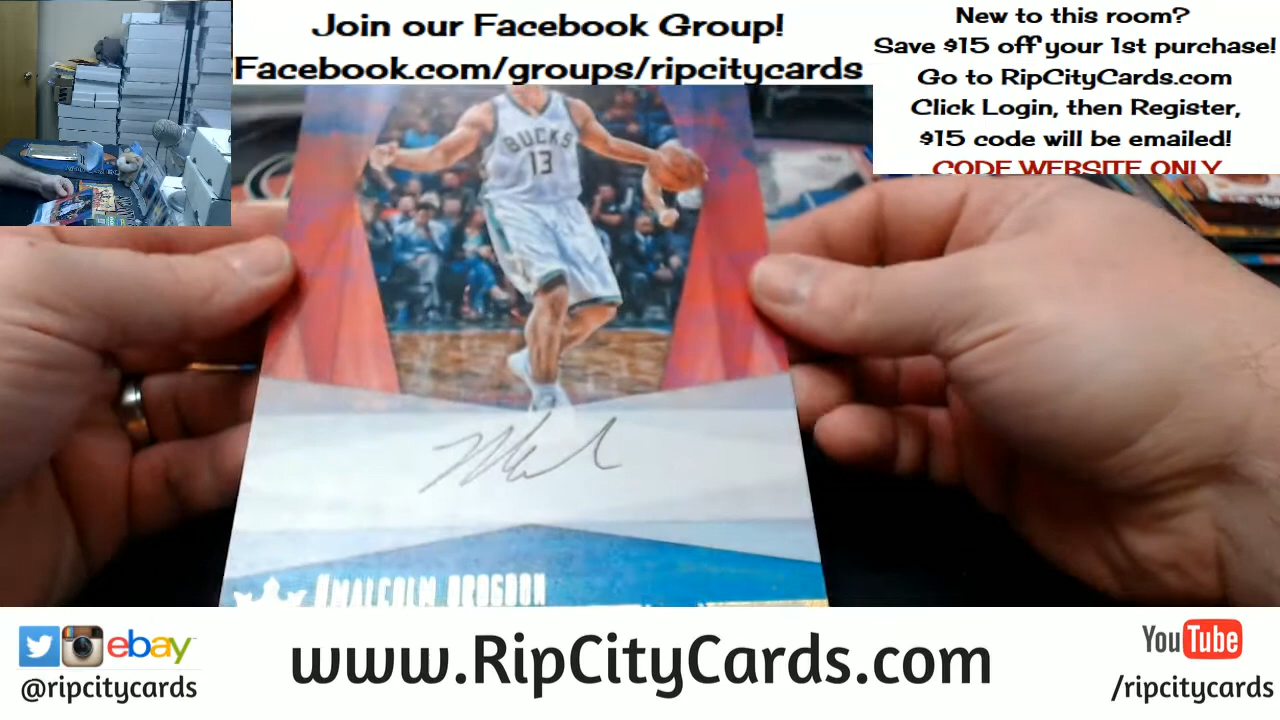 Join our Facebook Group!
Facebook.com/groups/ripcitycards
New to this room?
Save $15 off your 1st purchase!
Go to RipCityCards.com
Click Login, then Register,
$15 code will be emailed!
CODE WEBSITE ONLY
BUCKS
13
MALCOLM BROGDON
ebay
@ripcitycards
www.RipCityCards.com
YouTube
/ripcitycards